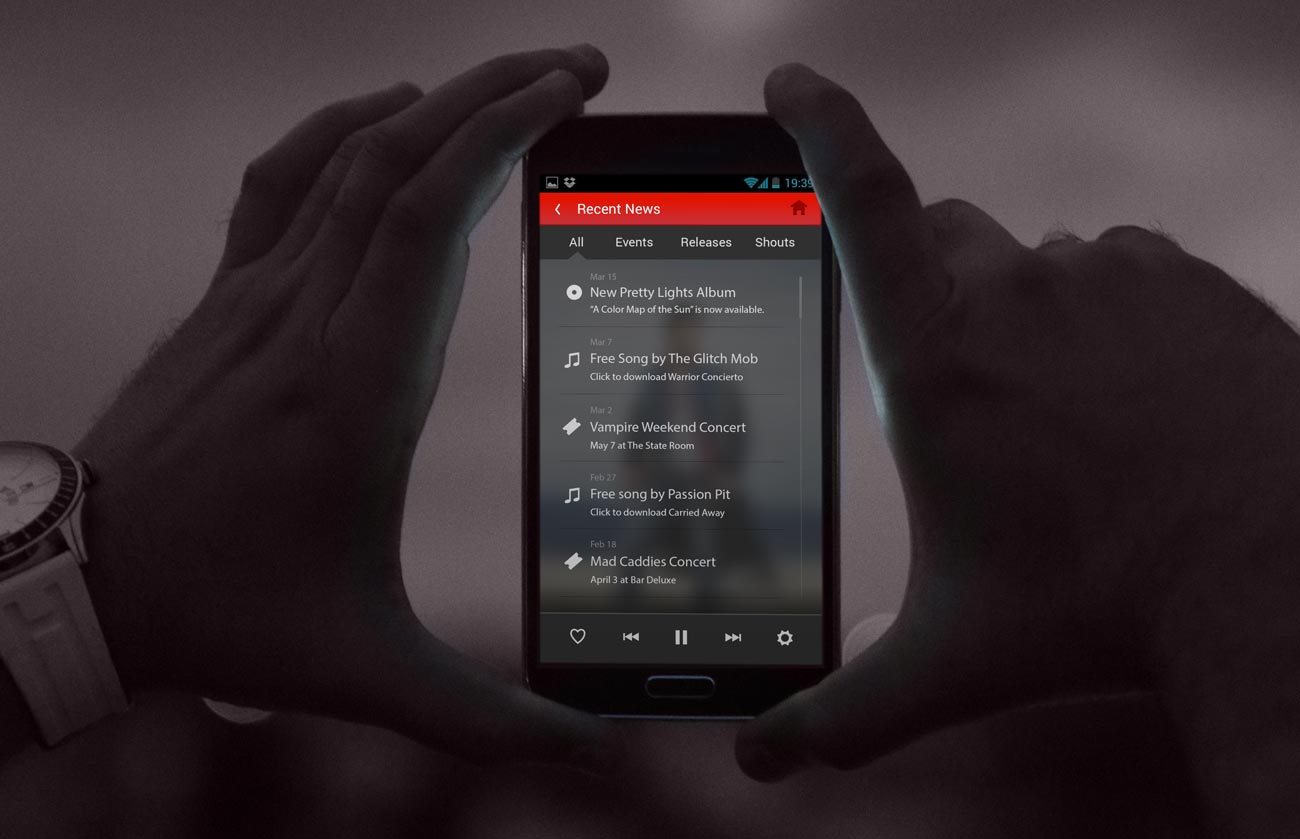 19:39
Recent News
All Events Releases Shouts
Mar 15
New Pretty Lights Album
"A Color Map of the Sun" is now available.
Mar 7
Free Song by The Glitch Mob
Click to download Warrior Concierto
Mar 2
Vampire Weekend Concert
May 7 at The State Room
Feb 27
Free song by Passion Pit
Click to download Carried Away
Feb 18
Mad Caddies Concert
April 3 at Bar Deluxe